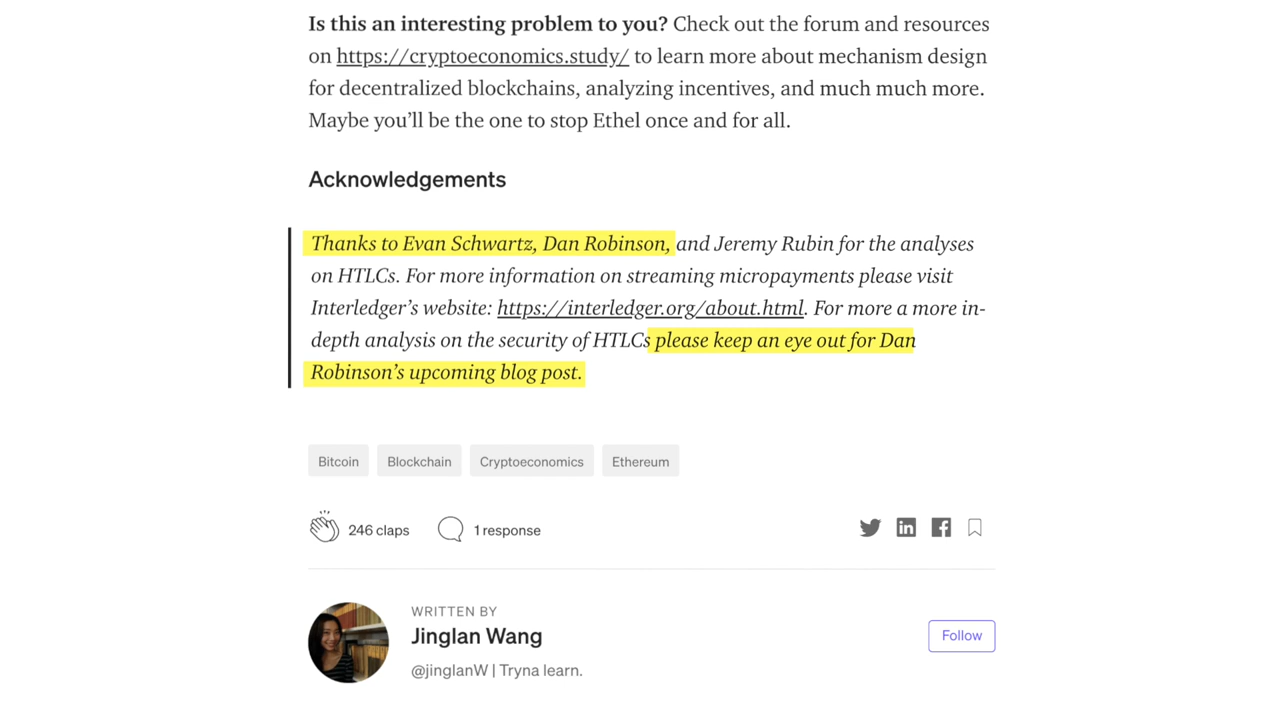 Is this an interesting problem to you? Check out the forum and resources
on https://cryptoeconomics.study/ to learn more about mechanism design
for decentralized blockchains, analyzing incentives, and much much more.
Maybe you’ll be the one to stop Ethel once and for all.
Acknowledgements
Thanks to Evan Schwartz, Dan Robinson, and Jeremy Rubin for the analyses
on HTLCs. For more information on streaming micropayments please visit
Interledger’s website: https://interledger.org/about.html. For more a more in-
depth analysis on the security of HTLCs please keep an eye out for Dan
Robinson’s upcoming blog post.
Bitcoin Blockchain Cryptoeconomics Ethereum
246 claps 1 response
WRITTEN BY
Jinglan Wang
Follow
@jinglanW | Tryna learn.